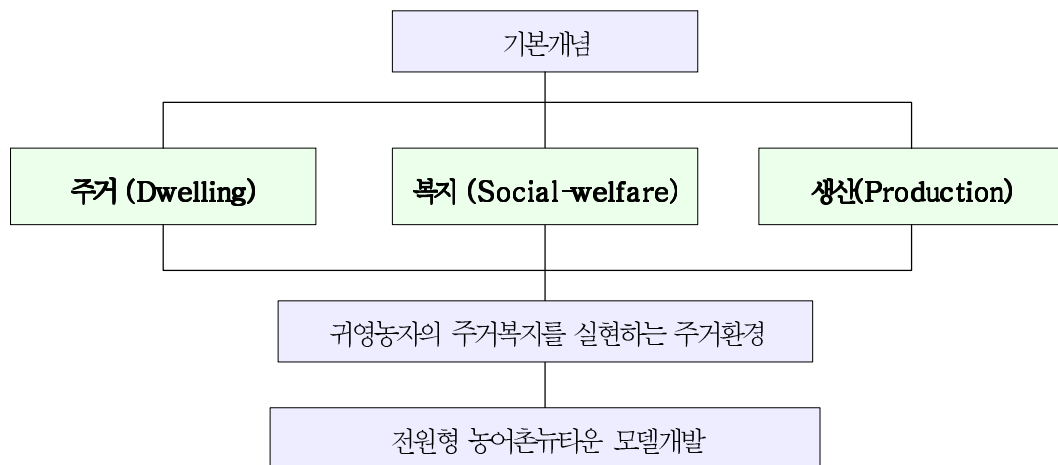 기본개념
주거 (Dwelling)
복지 (Social-welfare)
생산(Production)
귀영농자의 주거복지를 실현하는 주거환경
전원형 농어촌뉴타운 모델개발